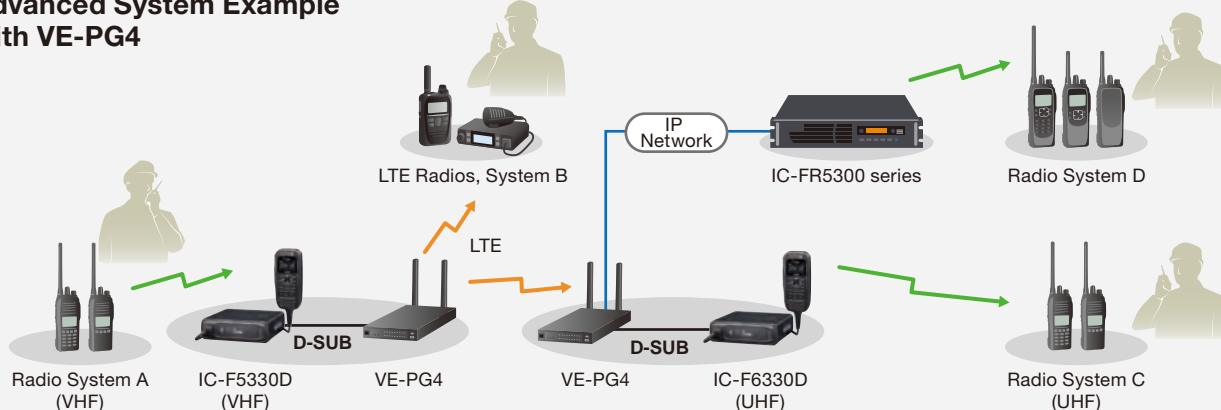 dvanced System Example
ith VE-PG4
LTE Radios, System B
IP
Network
IC-FR5300 series
Radio System D
LTE
D-SUB
D-SUB
Radio System A
(VHF)
IC-F5330D
(VHF)
VE-PG4
VE-PG4
IC-F6330D
(UHF)
Radio System C
(UHF)